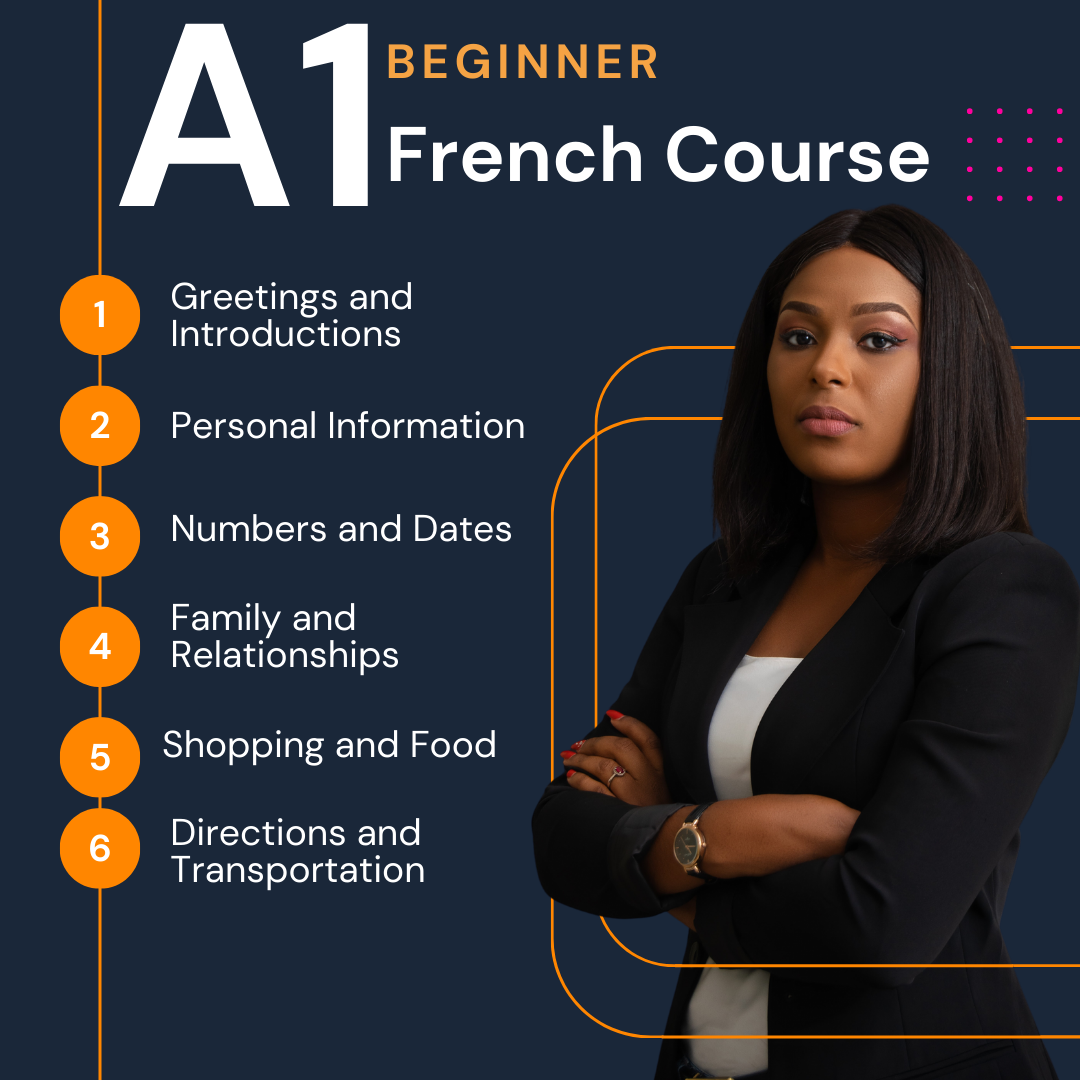 A1
BEGINNER
French Course
1
Greetings and
Introductions
2
Personal Information
3
Numbers and Dates
4
Family and
Relationships
5
Shopping and Food
6
Directions and
Transportation